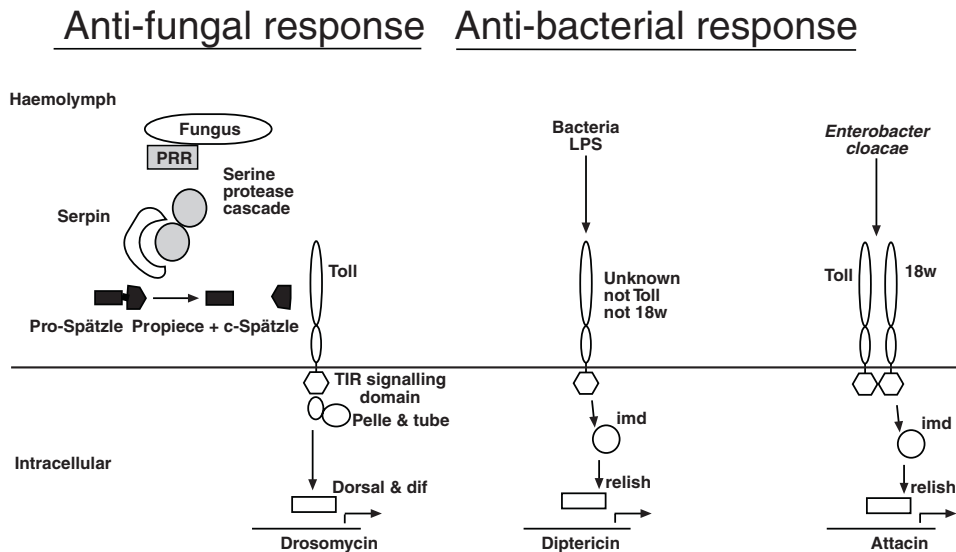 Anti-fungal response
Anti-bacterial response
Haemolymph
Fungus
PRR
Serine
protease
cascade
Serpin
Toll
Pro-Spätzle Propiece + c-Spätzle
TIR signalling
domain
Pelle & tube
Intracellular
Dorsal & dif
Drosomycin
Bacteria
LPS
Unknown
not Toll
not 18w
imd
relish
Diptericin
Enterobacter
cloacae
Toll
18w
imd
relish
Attacin